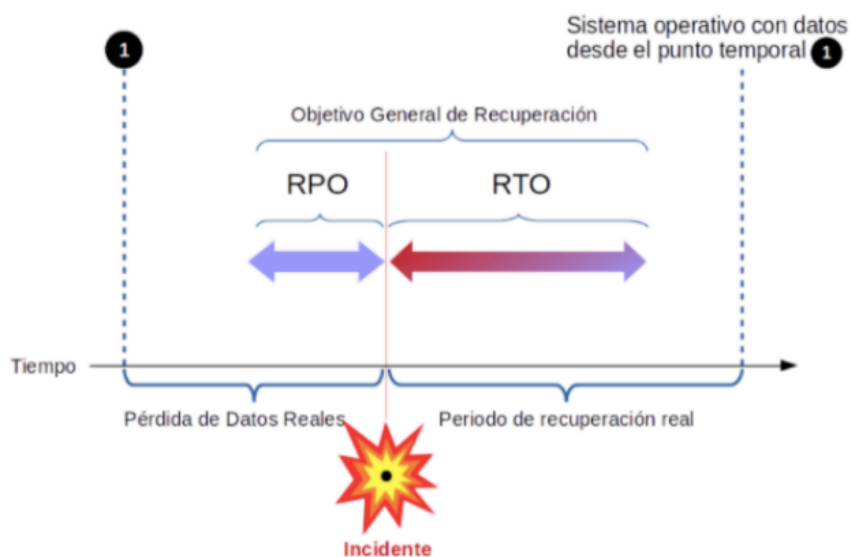 1
Sistema operativo con datos
desde el punto temporal 1
Objetivo General de Recuperación
RPO
RTO
Tiempo
Pérdida de Datos Reales
Periodo de recuperación real
Incidente